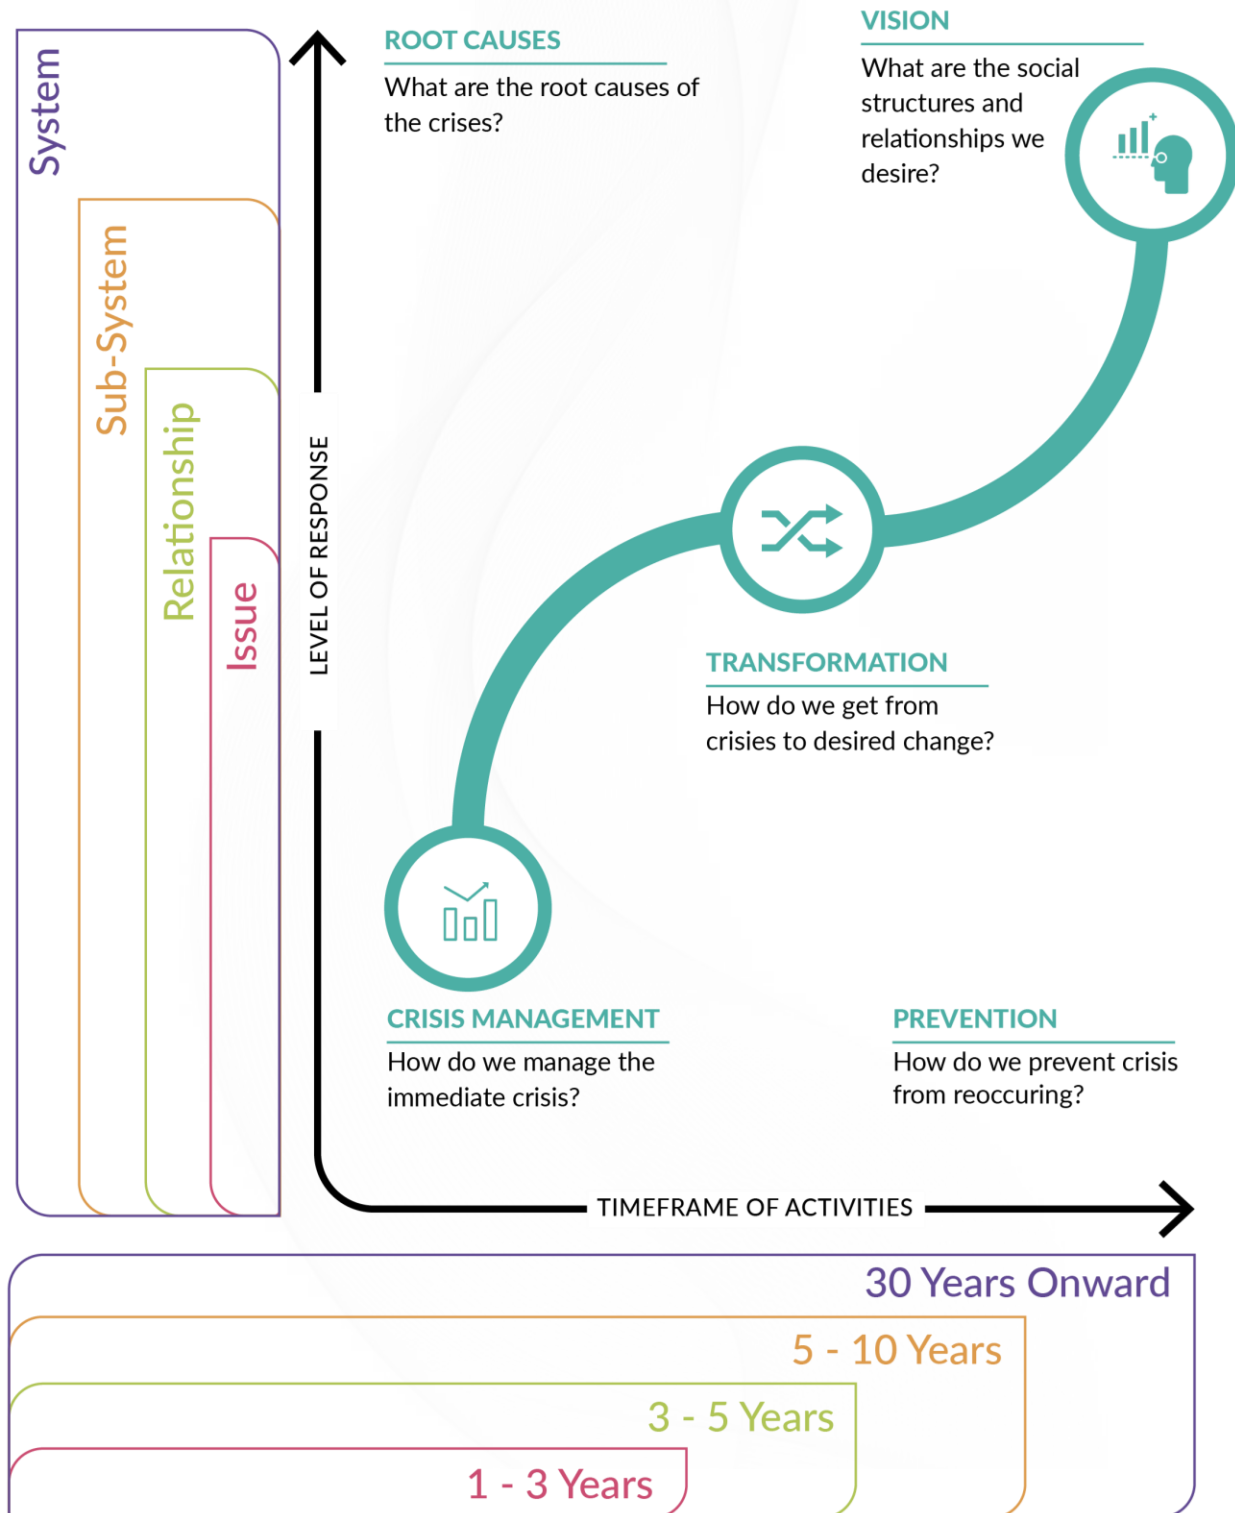 System
Sub-System
Relationship
Issue
LEVEL OF RESPONSE
ROOT CAUSES
What are the root causes of
the crises?
VISION
What are the social
structures and
relationships we
desire?
TRANSFORMATION
How do we get from
crisies to desired change?
CRISIS MANAGEMENT
How do we manage the
immediate crisis?
PREVENTION
How do we prevent crisis
from reoccuring?
TIMEFRAME OF ACTIVITIES
30 Years Onward
5 - 10 Years
3 - 5 Years
1 - 3 Years